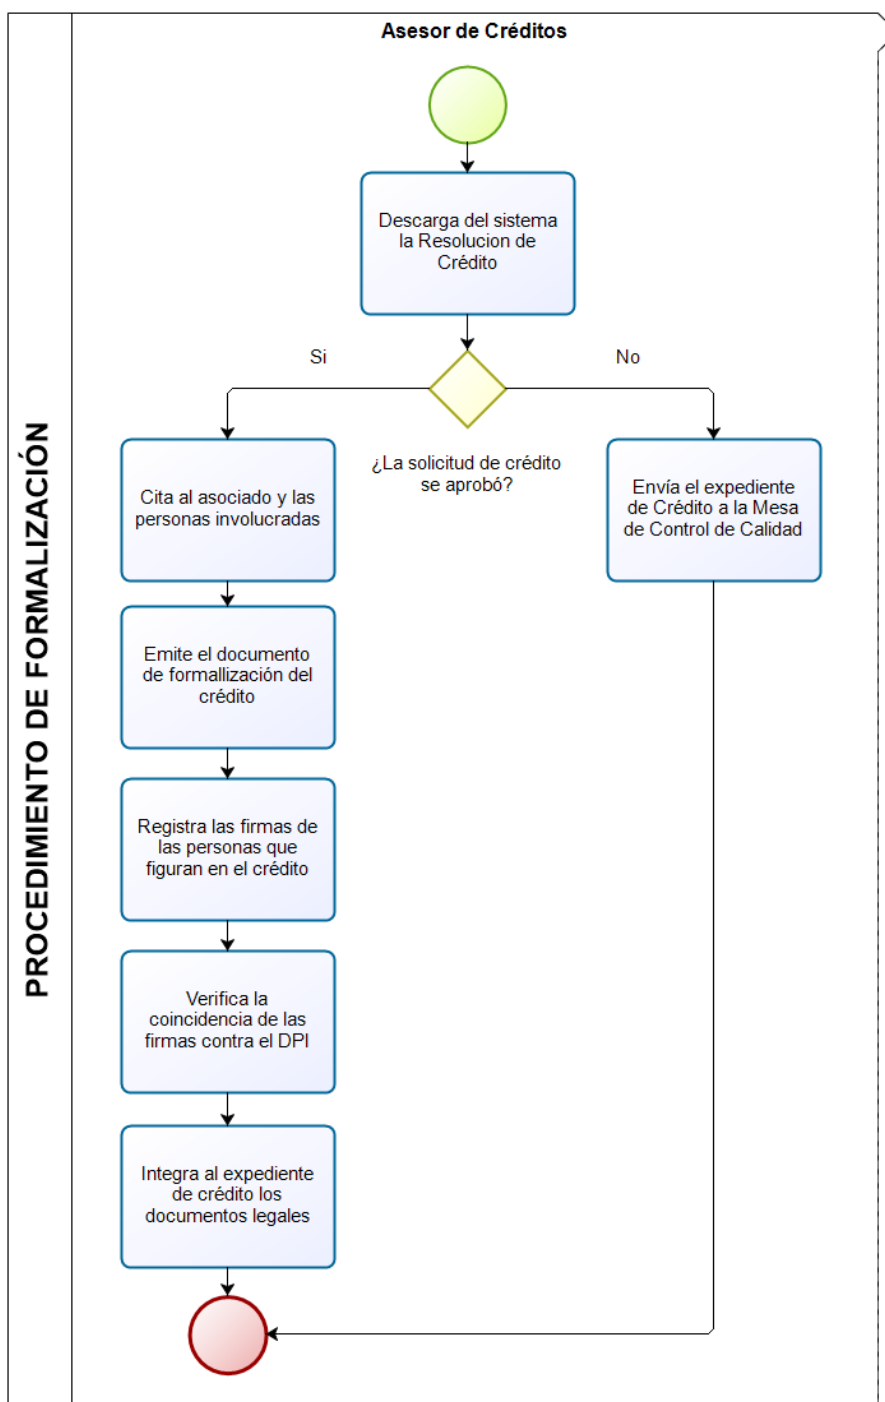 PROCEDIMIENTO DE FORMALIZACIÓN
Asesor de Créditos
Descarga del sistema
la Resolucion de
Crédito
Si
No
¿La solicitud de crédito
se aprobó?
Cita al asociado y las
personas involucradas
Envía el expediente
de Crédito a la Mesa
de Control de Calidad
Emite el documento
de formallización del
crédito
Registra las firmas de
las personas que
figuran en el crédito
Verifica la
coincidencia de las
firmas contra el DPI
Integra al expediente
de crédito los
documentos legales